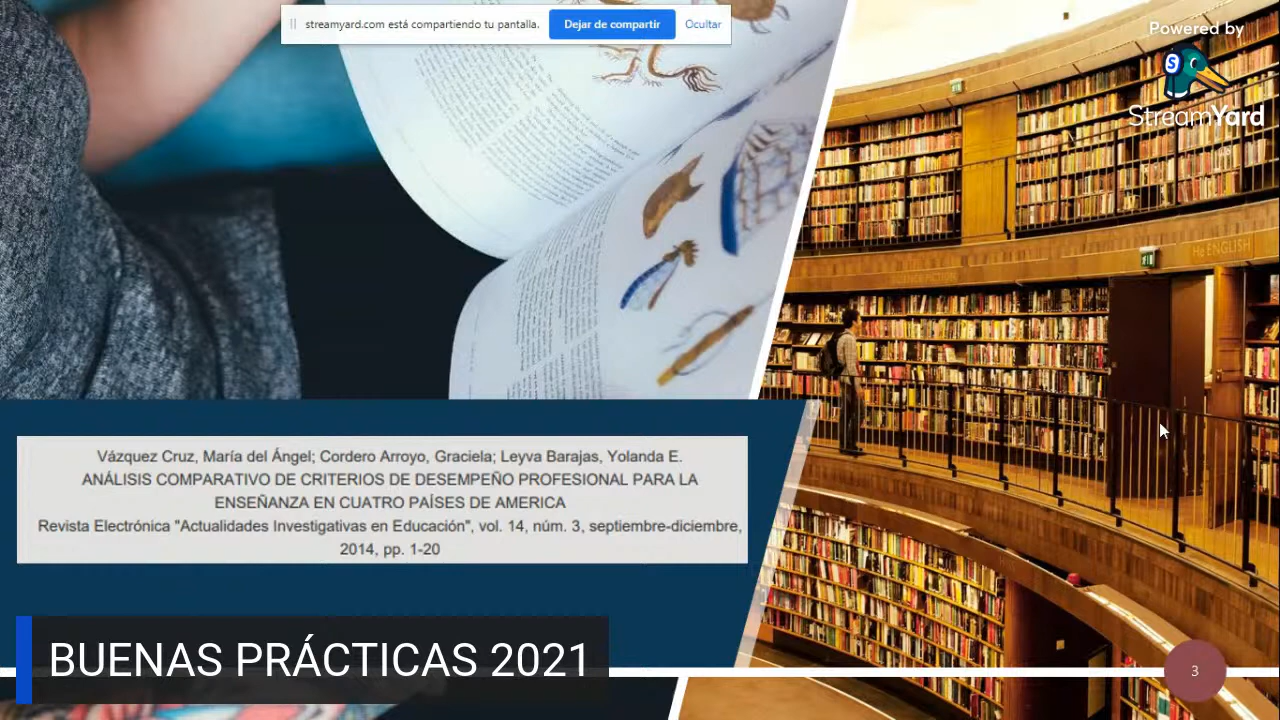 streamyard.com está compartiendo tu pantalla.
Dejar de compartir
Ocultar
Powered by
StreamYard
He ENGLISH
Vázquez Cruz, María del Ángel; Cordero Arroyo, Graciela; Leyva Barajas, Yolanda E.
ANÁLISIS COMPARATIVO DE CRITERIOS DE DESEMPEÑO PROFESIONAL PARA LA
ENSEÑANZA EN CUATRO PAÍSES DE AMERICA
Revista Electrónica "Actualidades Investigativas en Educación", vol. 14, núm. 3, septiembre-diciembre,
2014, pp. 1-20
BUENAS PRÁCTICAS 2021
3